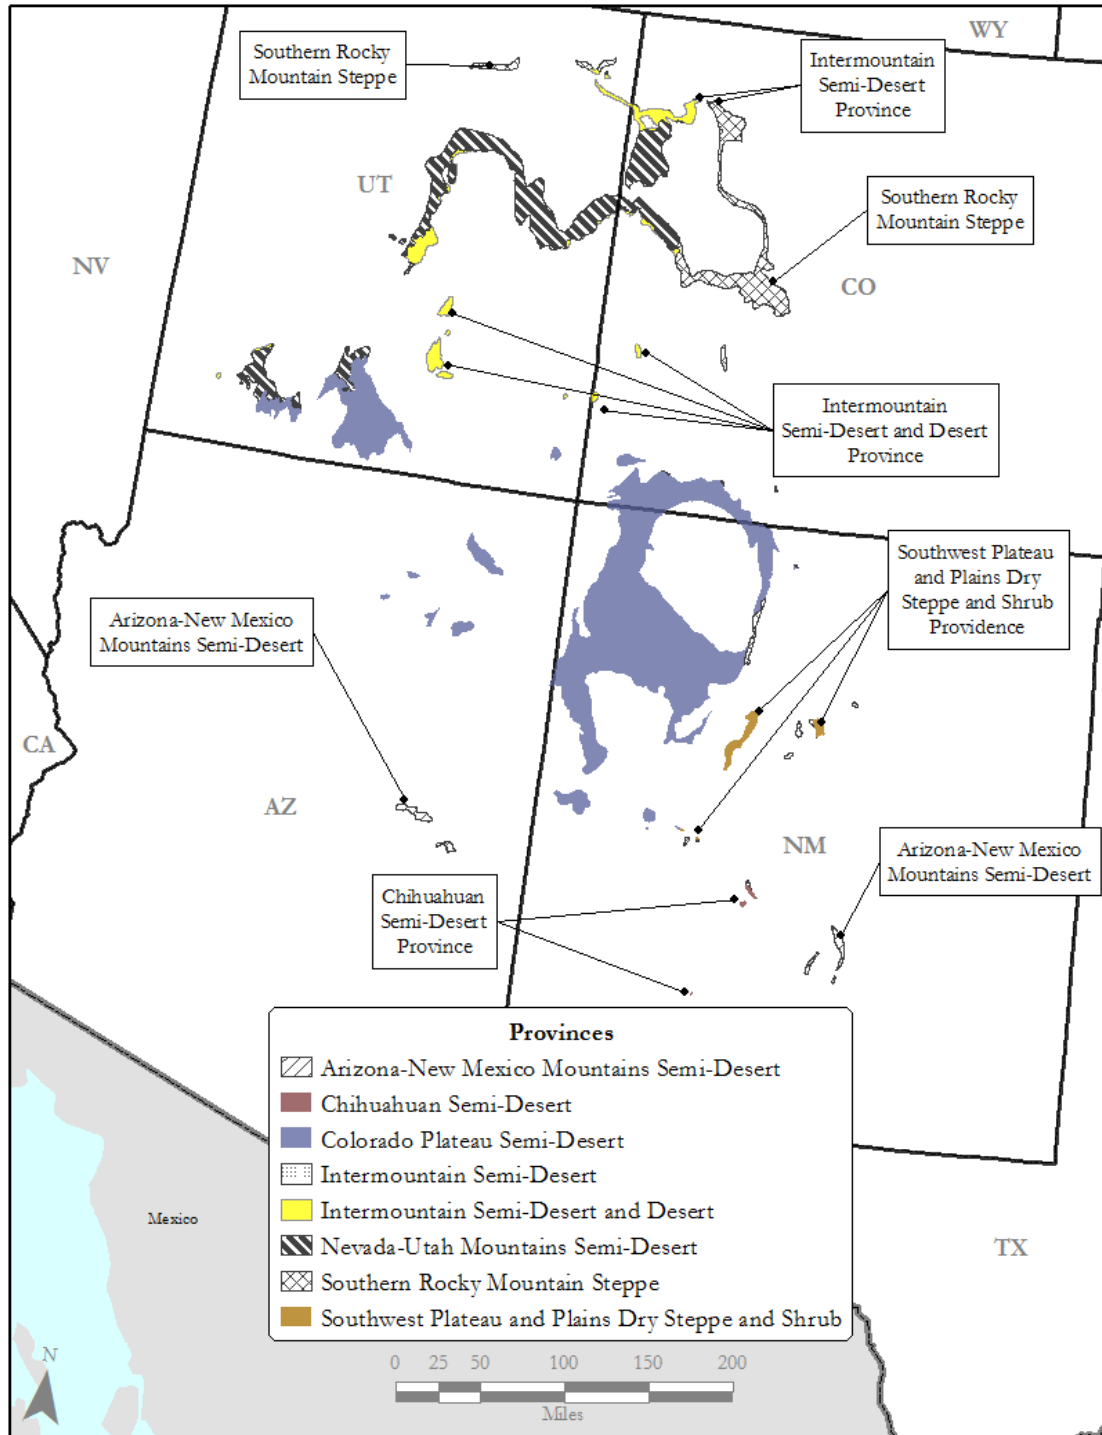 WY
Southern Rocky
Mountain Steppe
Intermountain
Semi-Desert
Province
UT
Southern Rocky
Mountain Steppe
NV
CO
Intermountain
Semi-Desert and Desert
Province
Southwest Plateau
and Plains Dry
Steppe and Shrub
Providence
Arizona-New Mexico
Mountains Semi-Desert
CA
AZ
NM
Arizona-New Mexico
Mountains Semi-Desert
Chihuahuan
Semi-Desert
Province
Provinces
Arizona-New Mexico Mountains Semi-Desert
Chihuahuan Semi-Desert
Colorado Plateau Semi-Desert
Intermountain Semi-Desert
Intermountain Semi-Desert and Desert
Nevada-Utah Mountains Semi-Desert
Southern Rocky Mountain Steppe
Southwest Plateau and Plains Dry Steppe and Shrub
Mexico
TX
N
0 25 50 100 150 200
Miles